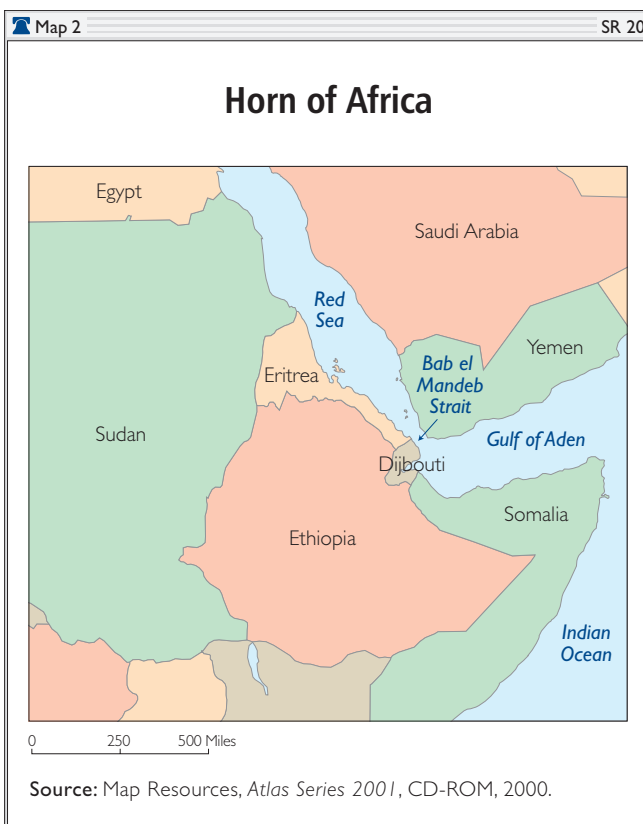 Map 2
SR 20
Horn of Africa
Egypt
Saudi Arabia
Red
Sea
Yemen
Bab el
Mandeb
Strait
Eritrea
Sudan
Gulf of Aden
Djibouti
Somalia
Ethiopia
Indian
Ocean
0 250 500 Miles
Source: Map Resources, Atlas Series 2001, CD-ROM, 2000.